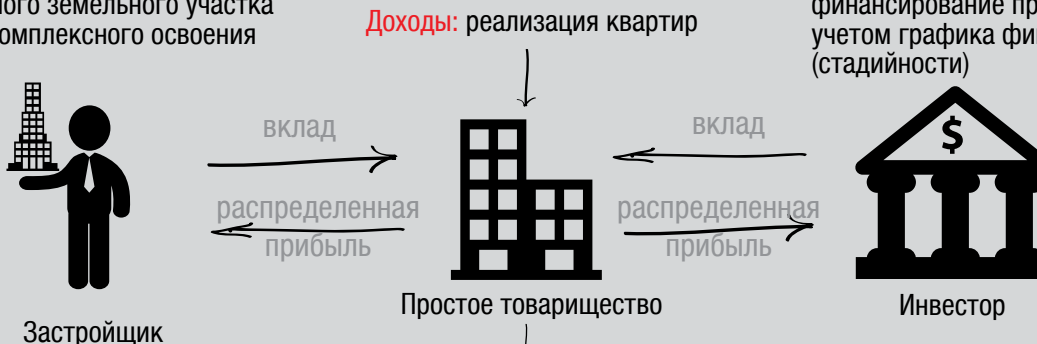 ного земельного участка
омплексного освоения
Доходы: реализация квартир
финансирование пр
учетом графика фи
(стадийности)
вклад
вклад
$
распределенная
прибыль
распределенная
прибыль
Застройщик
Простое товарищество
Инвестор